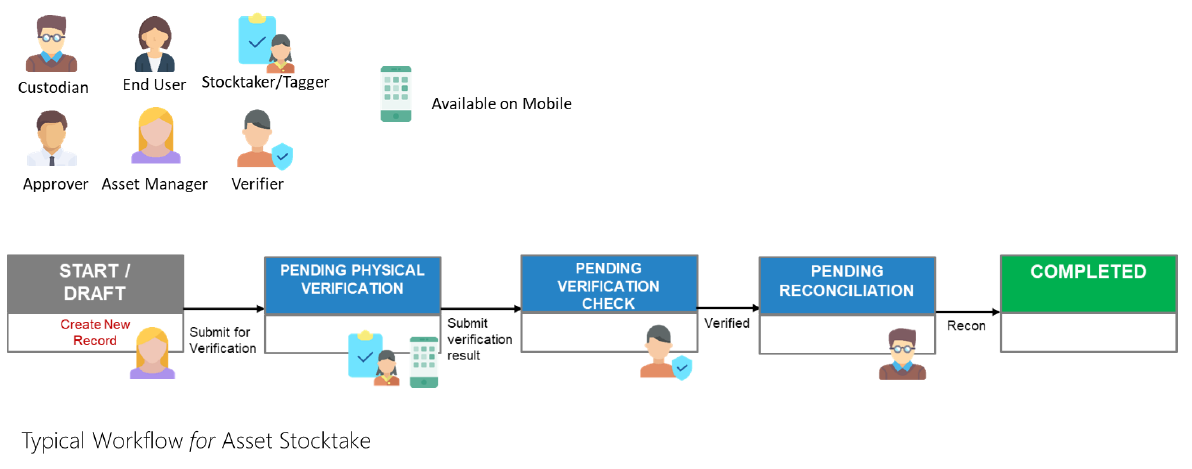 Custodian
End User
Stocktaker/Tagger
Available on Mobile
Approver
Asset Manager
Verifier
START /
DRAFT
Create New
Record
Submit for
Verification
PENDING PHYSICAL
VERIFICATION
Submit
verification
result
PENDING
VERIFICATION
CHECK
Verified
PENDING
RECONCILIATION
Recon
COMPLETED
Typical Workflow for Asset Stocktake